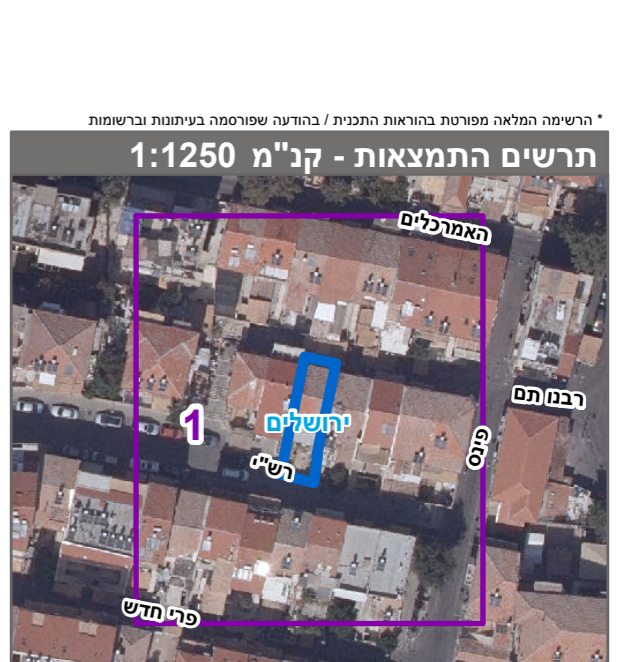 * הרשימה המלאה מפורטת בהוראות התכנית / בהודעה שפורסמה בעיתונות וברשומות
תרשים התמצאות - קנ"מ 1:1250
האמרכלים
רבנו תם
ירושלים
1
פינס
רש"י
פרי חדש